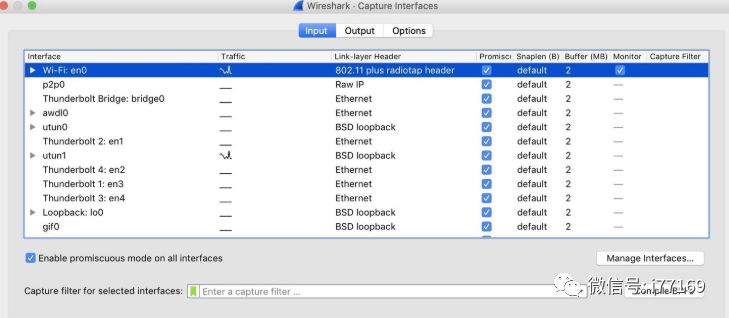 Wireshark · Capture Interfaces
Input Output Options
Interface Traffic Link-layer Header Promisc Snaplen (B) Buffer (MB) Monitor Capture Filter
Wi-Fi: en0 802.11 plus radiotap header default 2
p2p0 Raw IP default 2 —
Thunderbolt Bridge: bridge0 Ethernet default 2 —
awdl0 Ethernet default 2 —
utun0 BSD loopback default 2 —
Thunderbolt 2: en1 Ethernet default 2 —
utun1 BSD loopback default 2 —
Thunderbolt 4: en2 Ethernet default 2 —
Thunderbolt 1: en3 Ethernet default 2 —
Thunderbolt 3: en4 Ethernet default 2 —
Loopback: lo0 BSD loopback default 2 —
gif0 BSD loopback default 2 —
Enable promiscuous mode on all interfaces
Manage Interfaces...
Capture filter for selected interfaces: Enter a capture filter ...
微信号: i77169